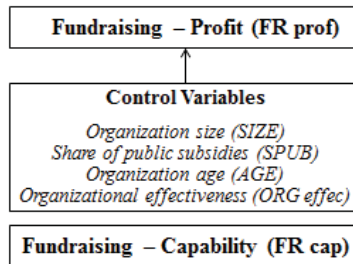 Fundraising – Profit (FR prof)
Control Variables
Organization size (SIZE)
Share of public subsidies (SPUB)
Organization age (AGE)
Organizational effectiveness (ORG effec)
Fundraising – Capability (FR cap)